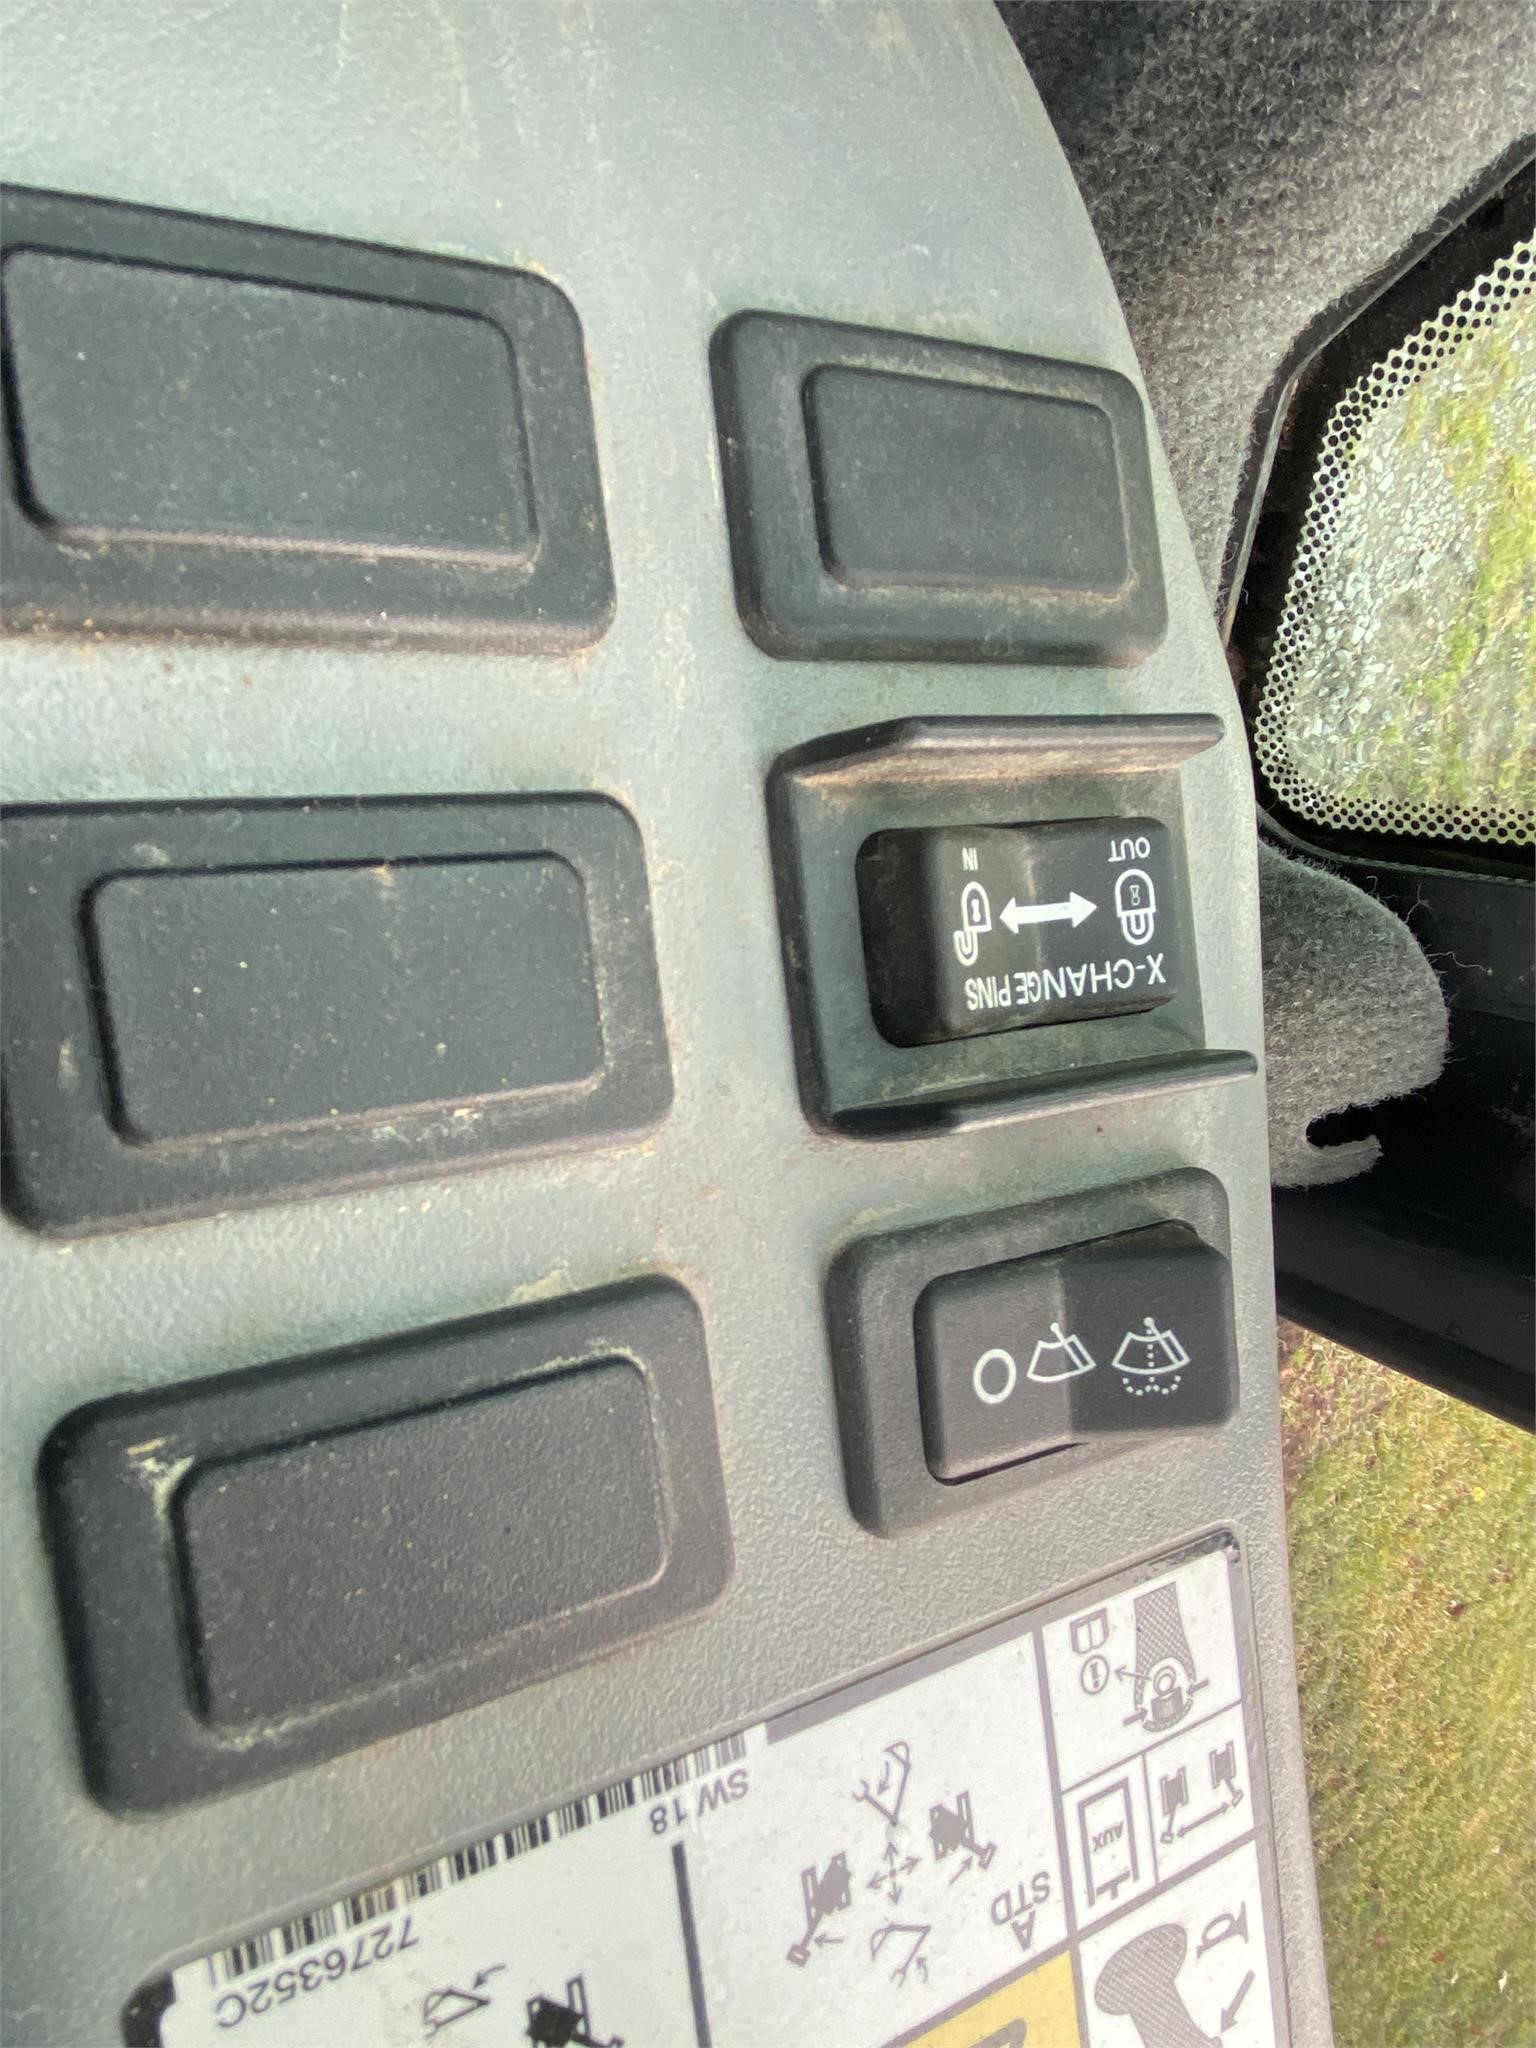 X-CHANGE PINS
OUT
IN
AUX
A
STD
SW 18
7276352C